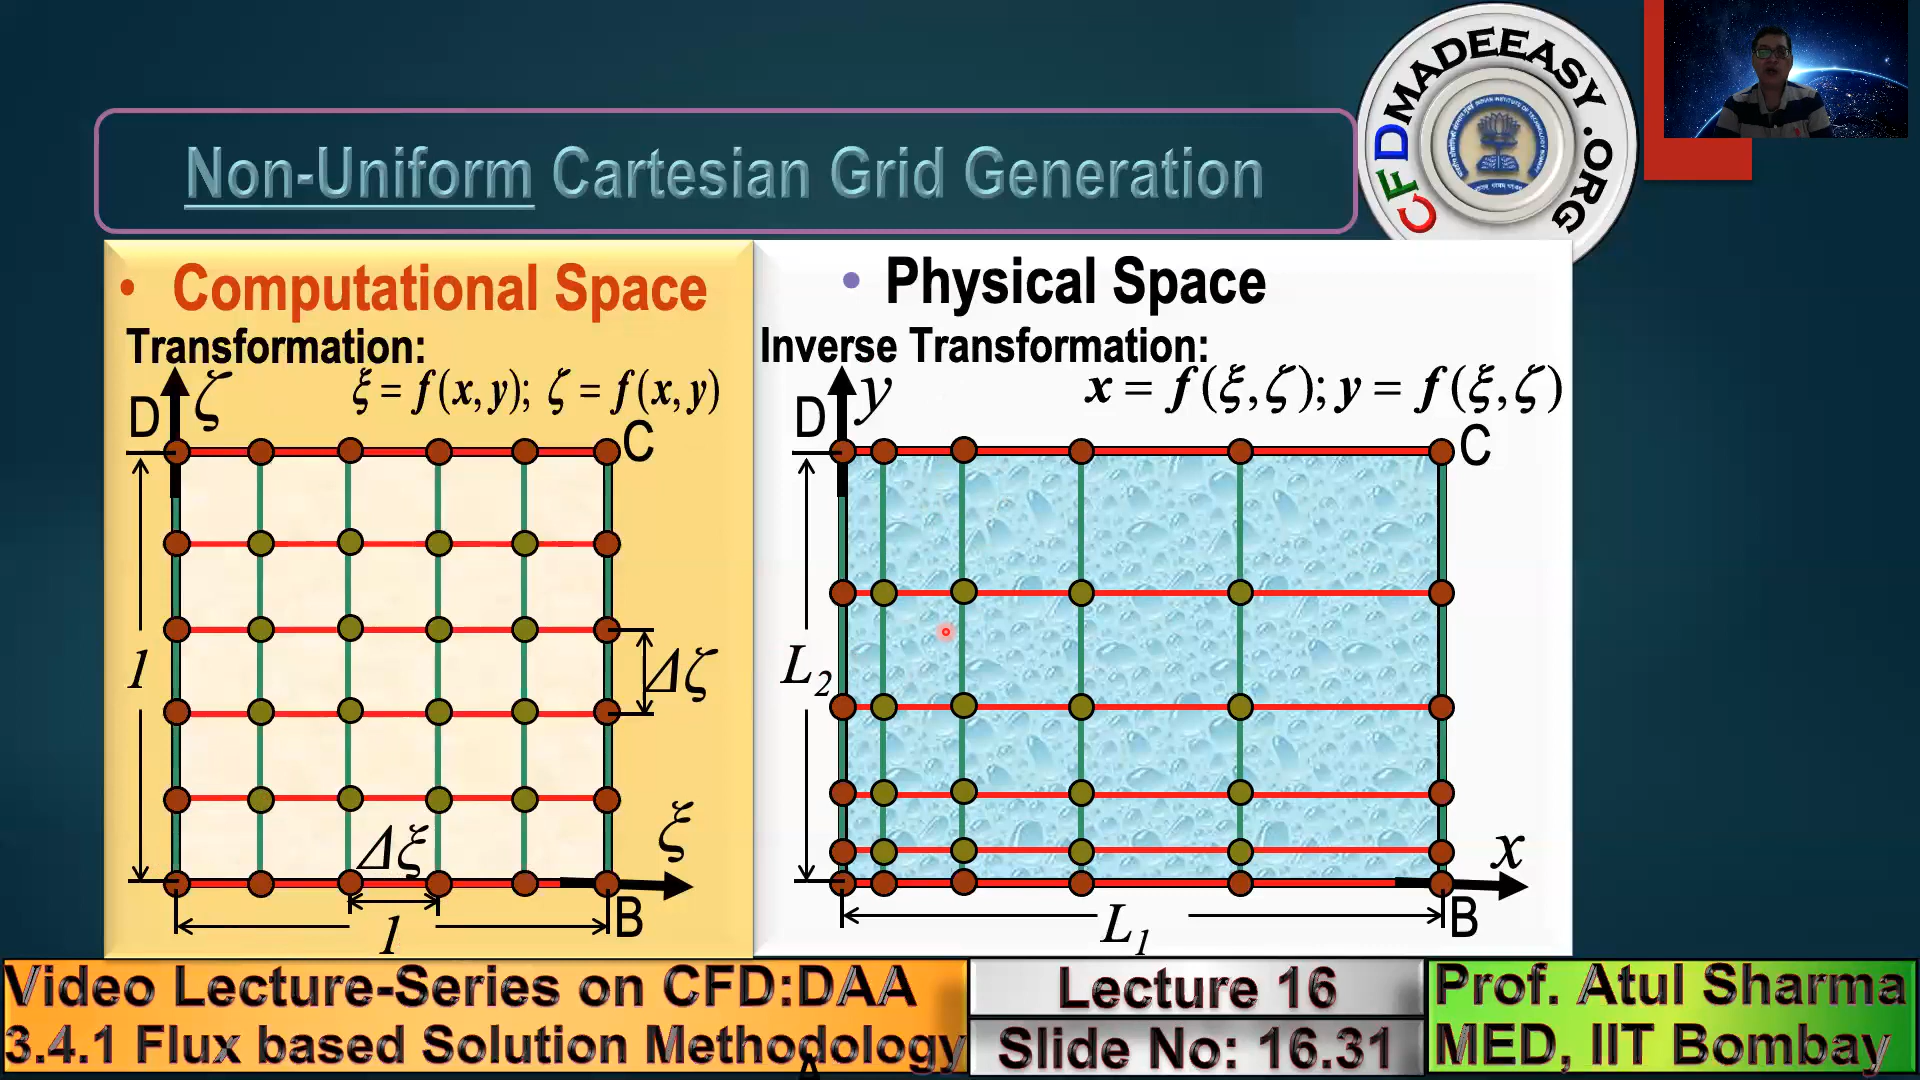 Non-Uniform Cartesian Grid Generation
CFDMADEEASY.ORG
• Computational Space
Transformation:
ξ = f(x, y); ζ = f(x, y)
D
ζ
C
1
Δζ
Δξ
ξ
1
B
• Physical Space
Inverse Transformation:
x = f(ξ,ζ); y = f(ξ,ζ)
D
y
C
L₂
x
L₁
B
Video Lecture-Series on CFD:DAA
3.4.1 Flux based Solution Methodology
Lecture 16
Slide No: 16.31
Prof. Atul Sharma
MED, IIT Bombay